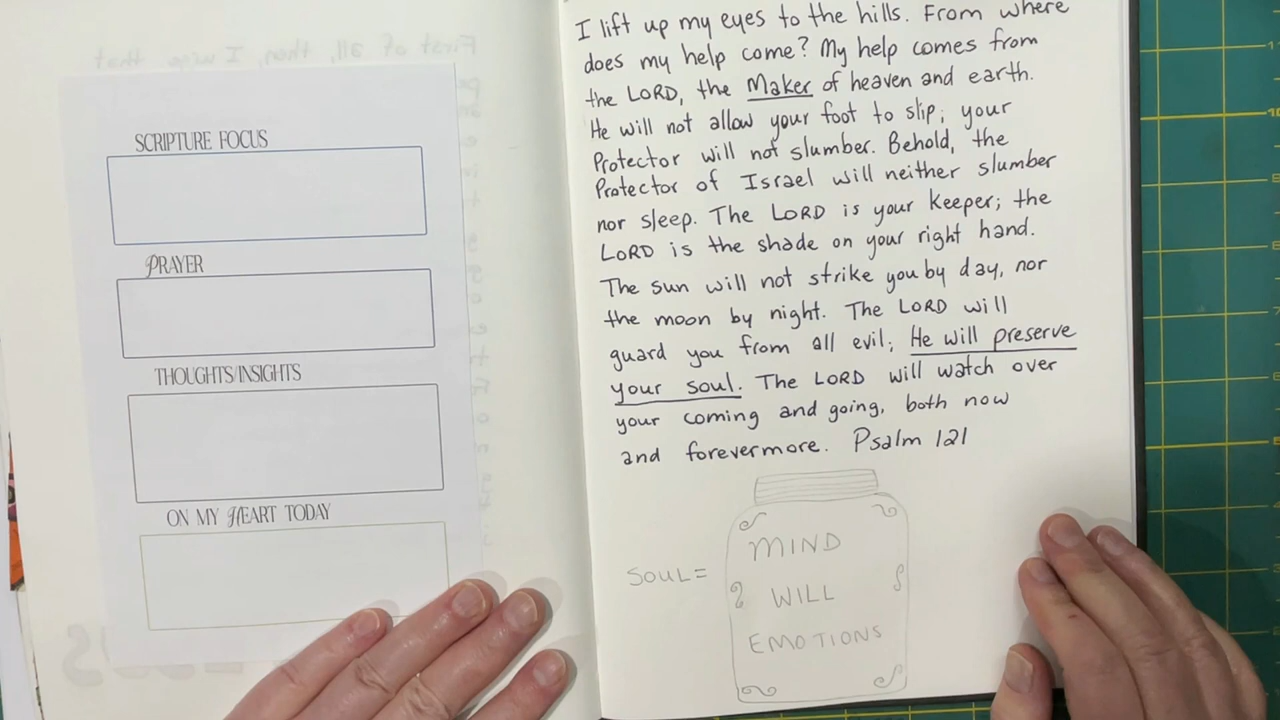 First of all, then, I urge that
SCRIPTURE FOCUS
PRAYER
THOUGHTS/INSIGHTS
ON MY HEART TODAY
I lift up my eyes to the hills. From where
does my help come? My help comes from
the LORD, the Maker of heaven and earth.
He will not allow your foot to slip; your
Protector will not slumber. Behold, the
Protector of Israel will neither slumber
nor sleep. The LORD is your keeper; the
LORD is the shade on your right hand.
The sun will not strike you by day, nor
the moon by night. The LORD will
guard you from all evil; He will preserve
your soul. The LORD will watch over
your coming and going, both now
and forevermore. Psalm 121
SOUL=
MIND
WILL
EMOTIONS